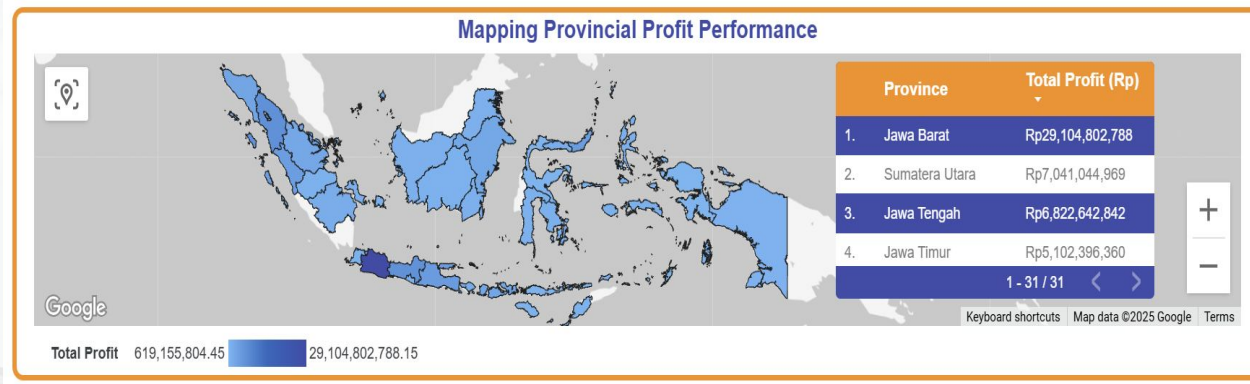 Mapping Provincial Profit Performance
Province Total Profit (Rp)
1. Jawa Barat Rp29,104,802,788
2. Sumatera Utara Rp7,041,044,969
3. Jawa Tengah Rp6,822,642,842
4. Jawa Timur Rp5,102,396,360
1 - 31 / 31
Google
Keyboard shortcuts Map data ©2025 Google Terms
Total Profit 619,155,804.45 29,104,802,788.15